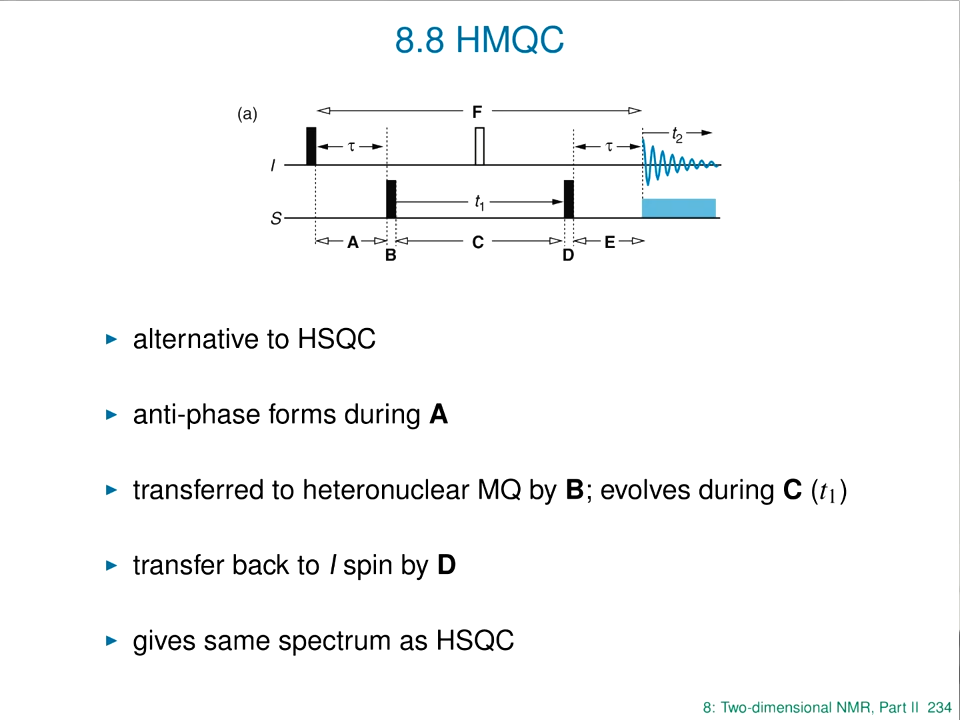 8.8 HMQC
(a)
F
τ
τ
t2
I
t1
S
A
C
E
B
D
▶ alternative to HSQC
▶ anti-phase forms during A
▶ transferred to heteronuclear MQ by B; evolves during C (t1)
▶ transfer back to I spin by D
▶ gives same spectrum as HSQC
8: Two-dimensional NMR, Part II 234